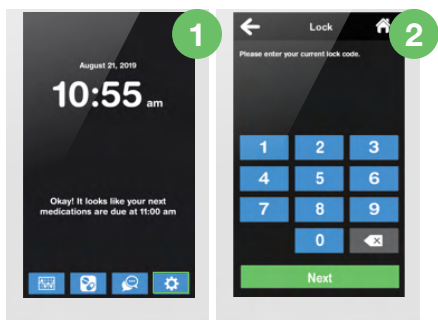 1
August 21, 2019
10:55 am
Okay! It looks like your next
medications are due at 11:00 am
2
Lock
Please enter your current lock code.
1 2 3
4 5 6
7 8 9
0
Next